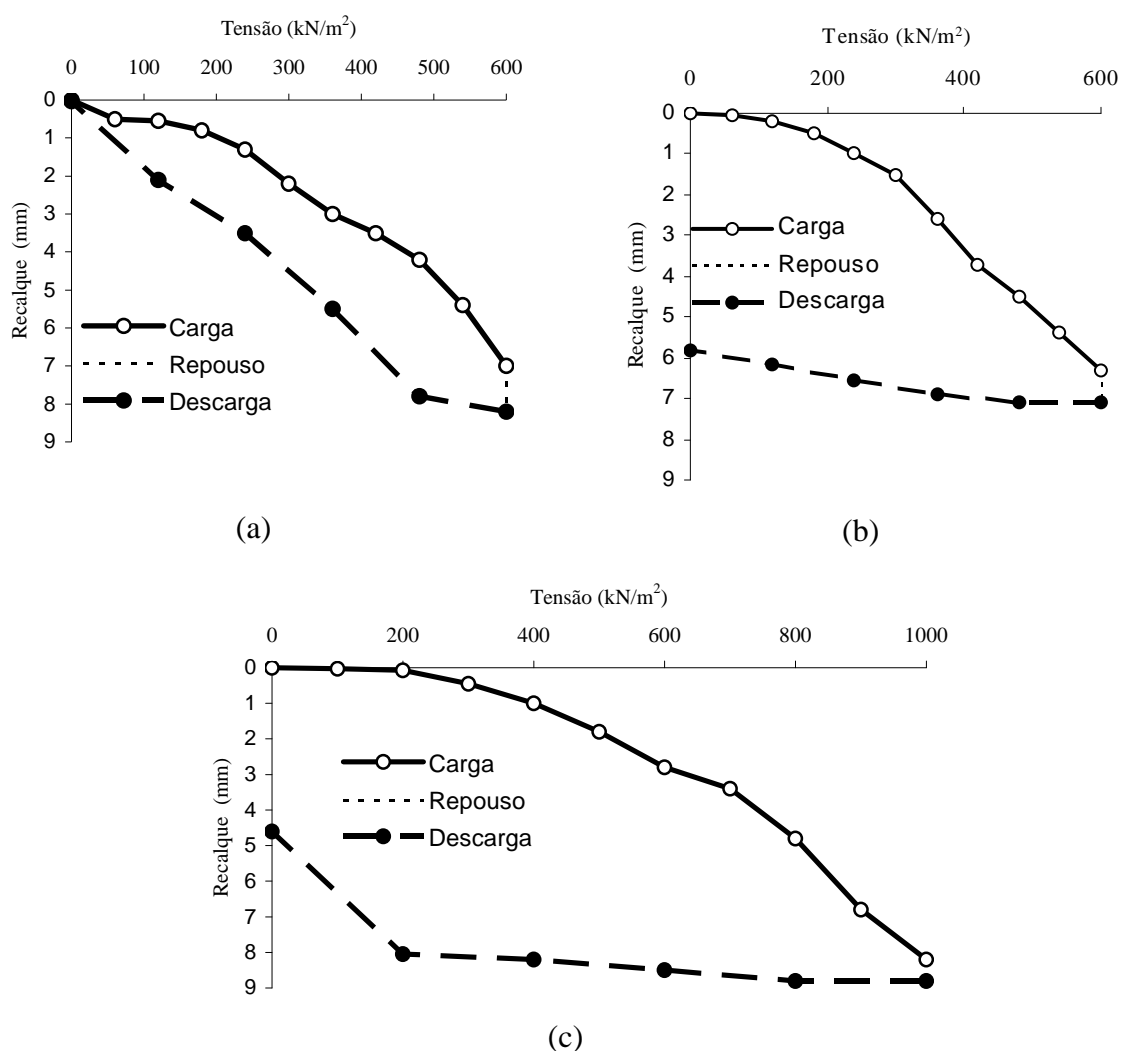 Tensão (kN/m²)
0 100 200 300 400 500 600
0
1
2
3
4
5
6
7
8
9
Recalque (mm)
Carga
Repouso
Descarga
(a)
Tensão (kN/m²)
0 200 400 600
0
1
2
3
4
5
6
7
8
9
Recalque (mm)
Carga
Repouso
Descarga
(b)
Tensão (kN/m²)
0 200 400 600 800 1000
0
1
2
3
4
5
6
7
8
9
Recalque (mm)
Carga
Repouso
Descarga
(c)